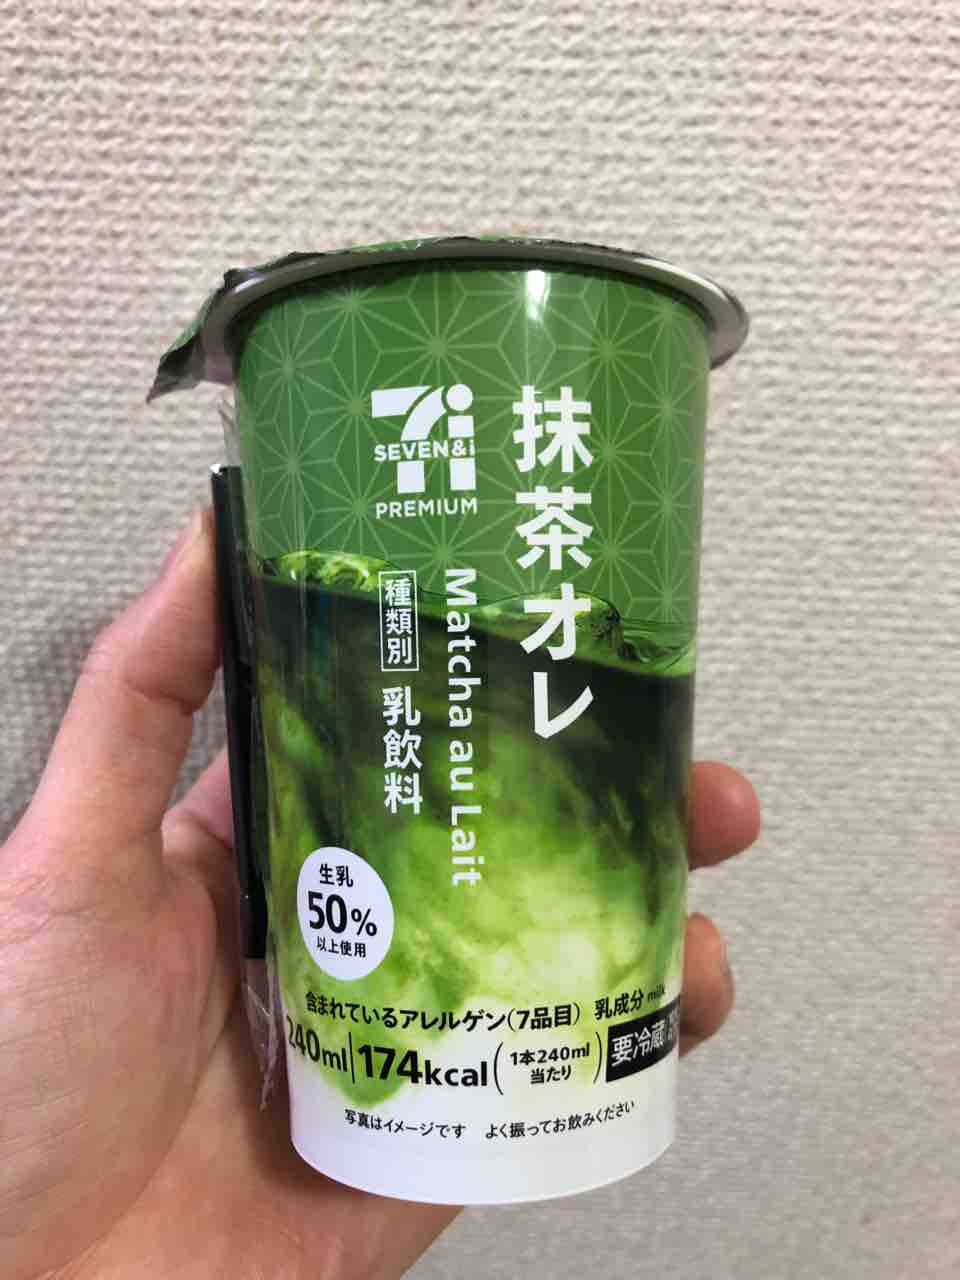 抹茶オレ
Matcha au Lait
SEVEN&i
PREMIUM
種類別
乳飲料
生乳
50%
以上使用
含まれているアレルゲン(7品目) 乳成分 milk
240ml 174kcal (1本240ml当たり) 要冷蔵
写真はイメージです よく振ってお飲みください